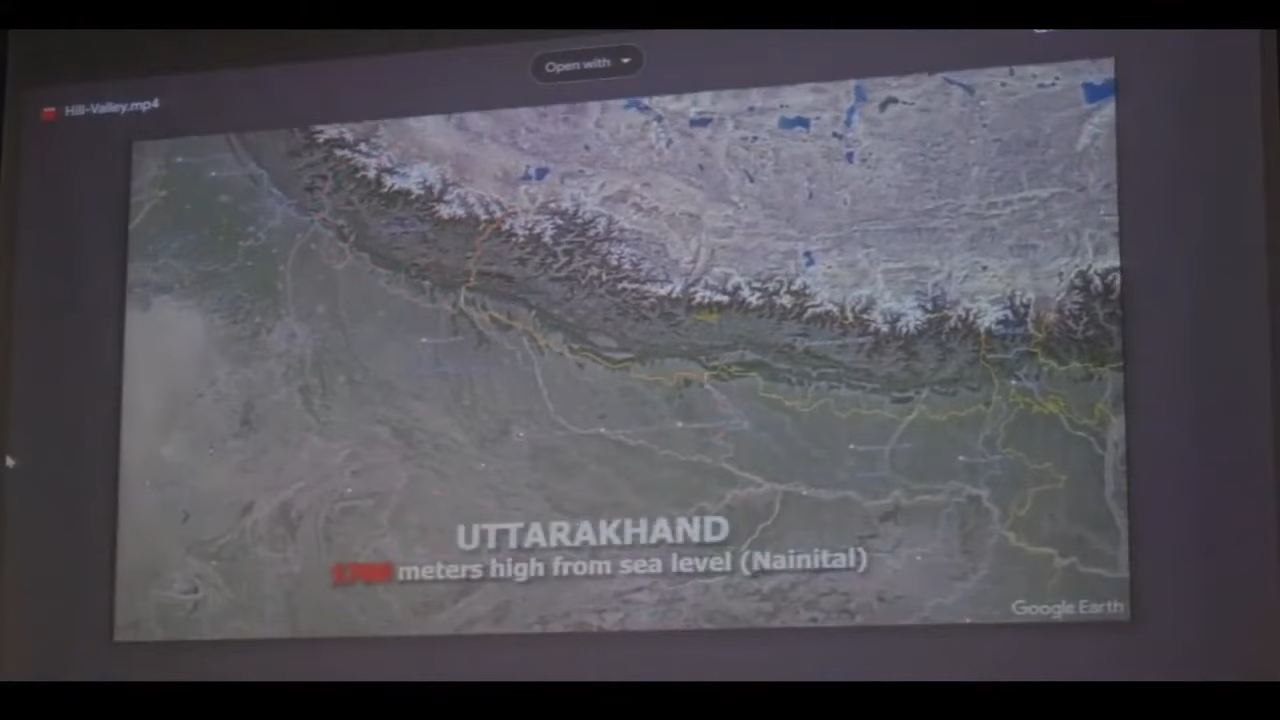 Open with
Hill-Valley.mp4
UTTARAKHAND
meters high from sea level (Nainital)
Google Earth